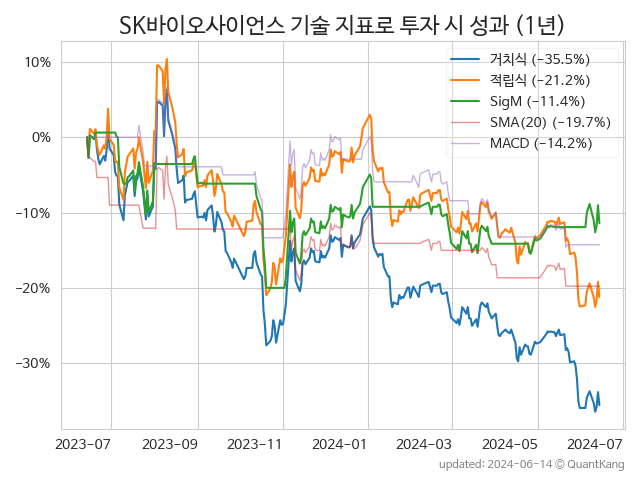 SK바이오사이언스 기술 지표로 투자 시 성과 (1년)
거치식 (−35.5%)
적립식 (−21.2%)
SigM (−11.4%)
SMA(20) (−19.7%)
MACD (−14.2%)
10%
0%
−10%
−20%
−30%
2023-07 2023-09 2023-11 2024-01 2024-03 2024-05 2024-07
updated: 2024-06-14 © QuantKang